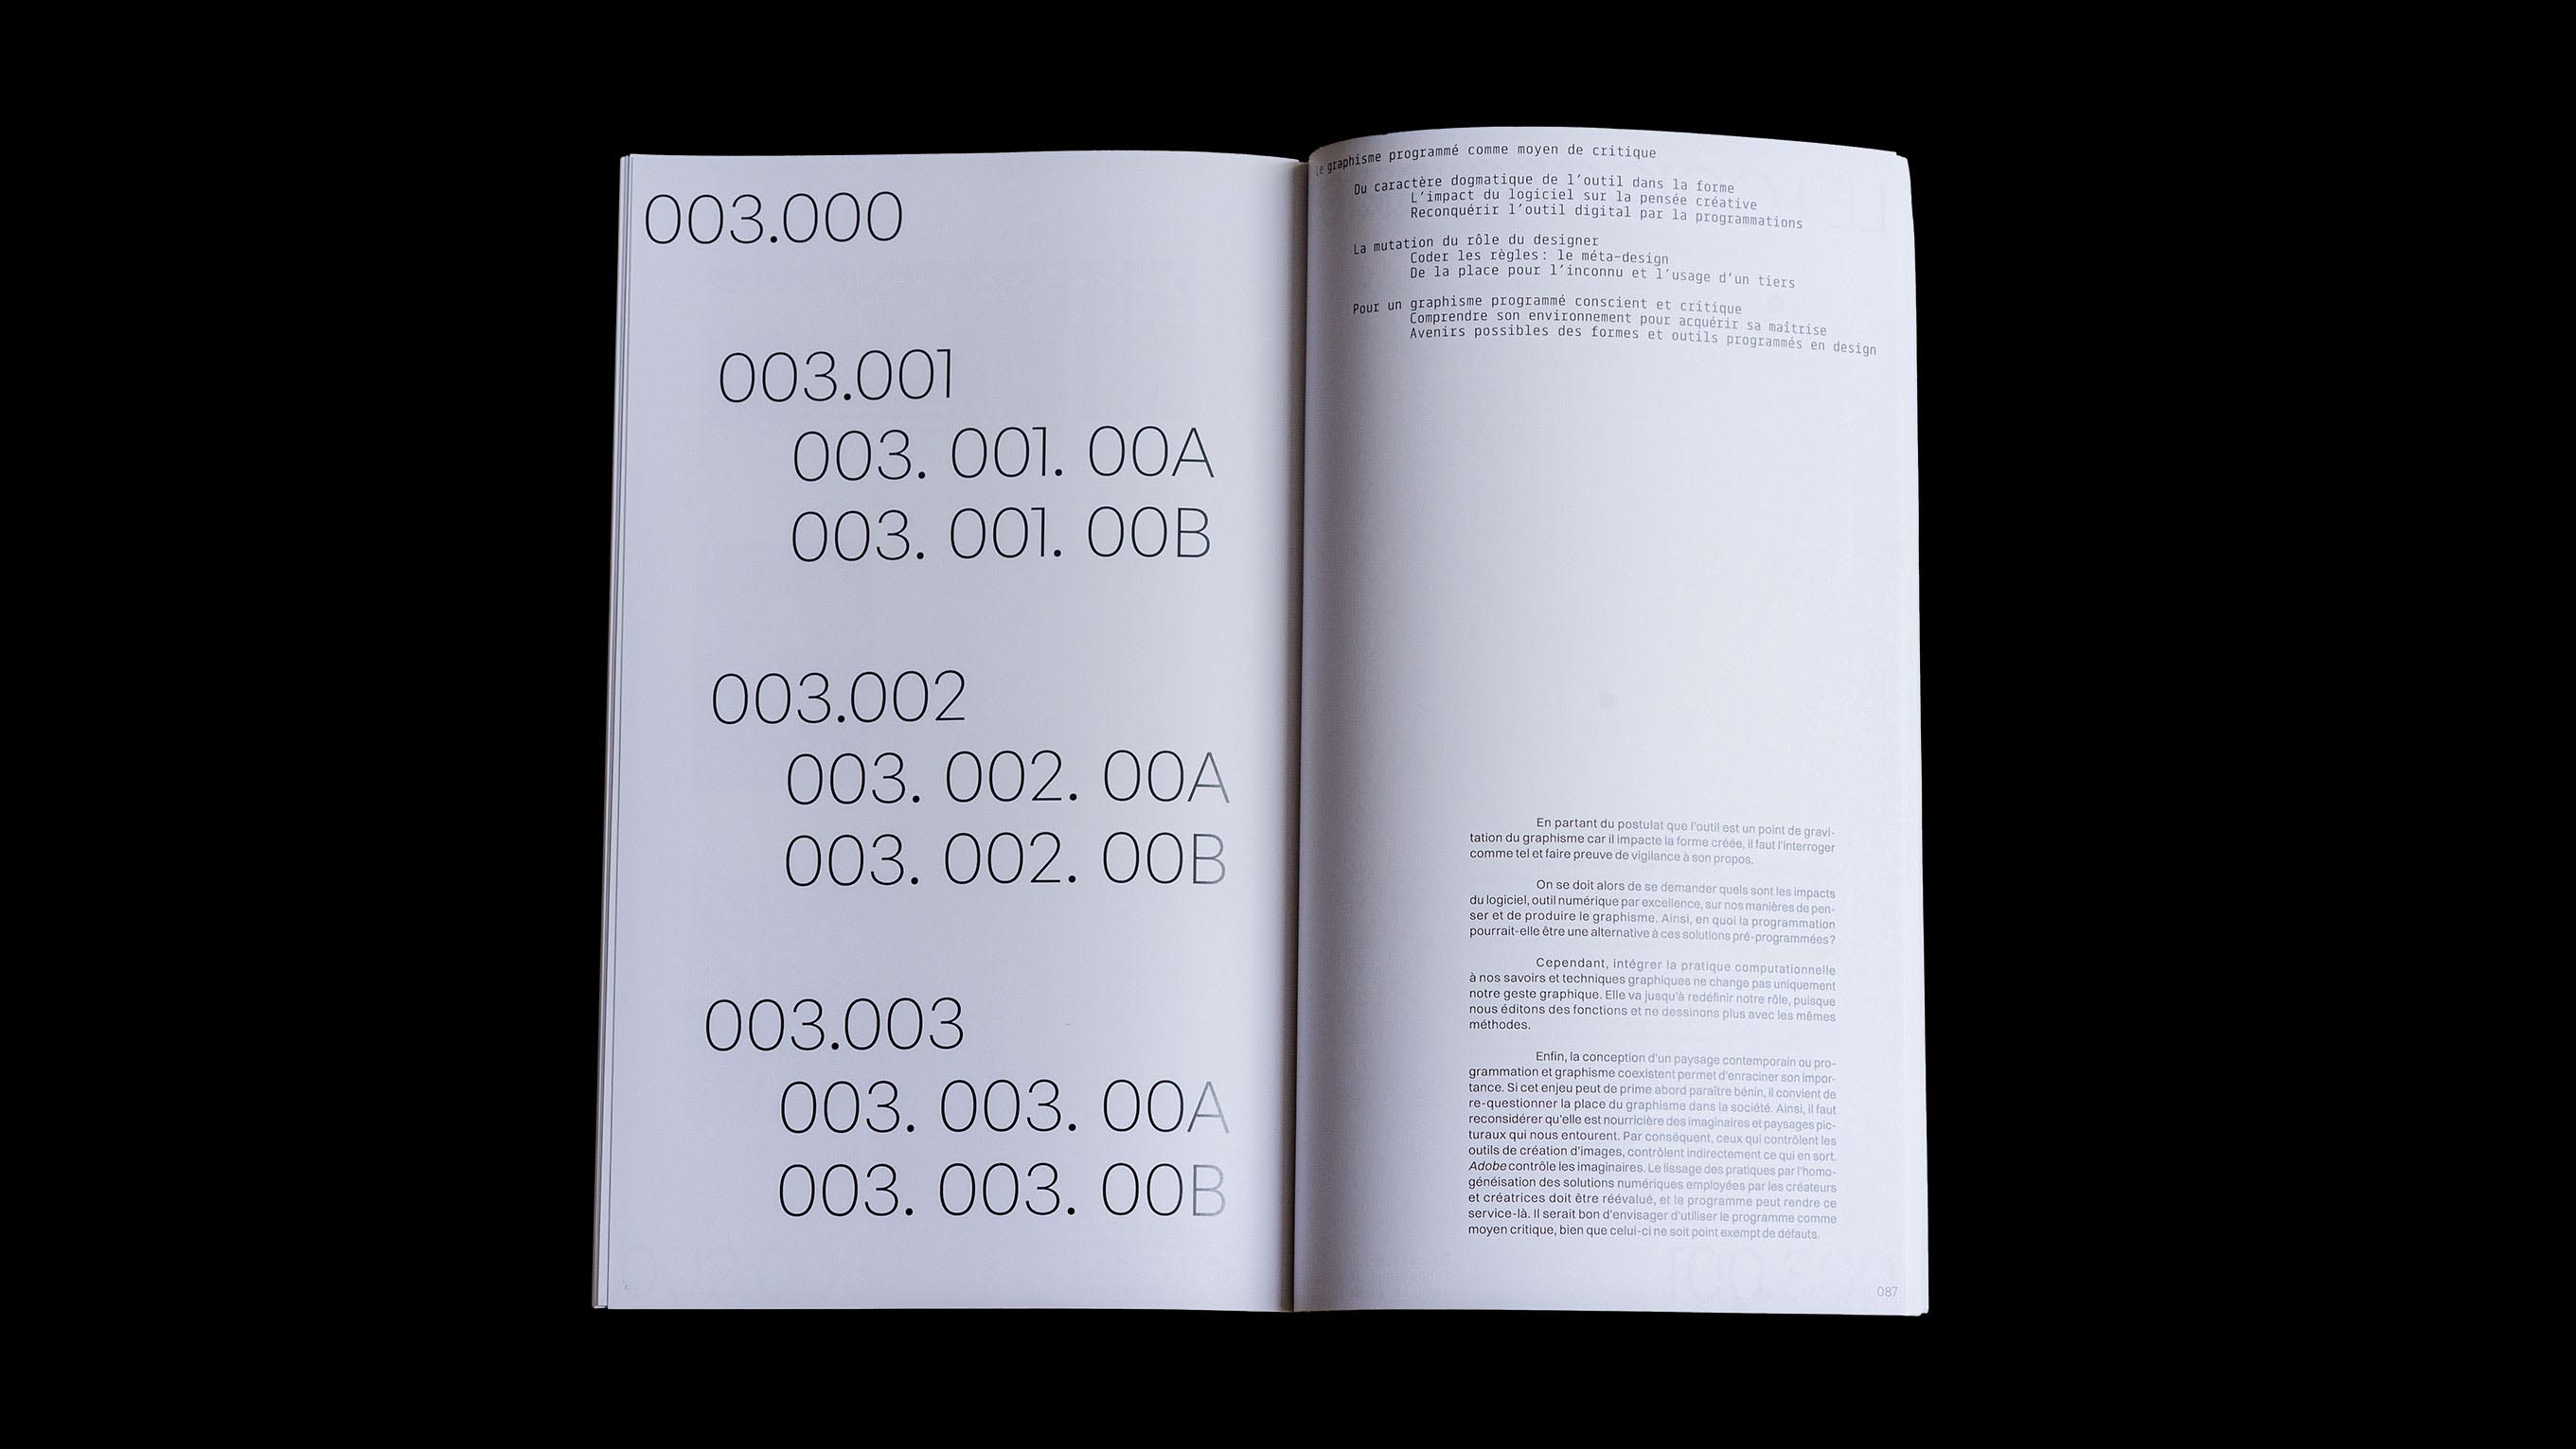 003.000
003.001
003. 001. 00A
003. 001. 00B
003.002
003. 002. 00A
003. 002. 00B
003.003
003. 003. 00A
003. 003. 00B
Le graphisme programmé comme moyen de critique
Du caractère dogmatique de l'outil dans la forme
L'impact du logiciel sur la pensée créative
Reconquérir l'outil digital par la programmations
La mutation du rôle du designer
Coder les règles : le méta-design
De la place pour l'inconnu et l'usage d'un tiers
Pour un graphisme programmé conscient et critique
Comprendre son environnement pour acquérir sa maîtrise
Avenirs possibles des formes et outils programmés en design
En partant du postulat que l'outil est un point de gravi-
tation du graphisme car il impacte la forme créée, il faut l'interroger
comme tel et faire preuve de vigilance à son propos.
On se doit alors de se demander quels sont les impacts
du logiciel, outil numérique par excellence, sur nos manières de pen-
ser et de produire le graphisme. Ainsi, en quoi la programmation
pourrait-elle être une alternative à ces solutions pré-programmées?
Cependant, intégrer la pratique computationnelle
à nos savoirs et techniques graphiques ne change pas uniquement
notre geste graphique. Elle va jusqu'à redéfinir notre rôle, puisque
nous éditons des fonctions et ne dessinons plus avec les mêmes
méthodes.
Enfin, la conception d'un paysage contemporain ou pro-
grammation et graphisme coexistent permet d'enraciner son impor-
tance. Si cet enjeu peut de prime abord paraître bénin, il convient de
re-questionner la place du graphisme dans la société. Ainsi, il faut
reconsidérer qu'elle est nourricière des imaginaires et paysages pic-
turaux qui nous entourent. Par conséquent, ceux qui contrôlent les
outils de création d'images, contrôlent indirectement ce qui en sort.
Adobe contrôle les imaginaires. Le lissage des pratiques par l'homo-
généisation des solutions numériques employées par les créateurs
et créatrices doit être réévalué, et le programme peut rendre ce
service-là. Il serait bon d'envisager d'utiliser le programme comme
moyen critique, bien que celui-ci ne soit point exempt de défauts.
087